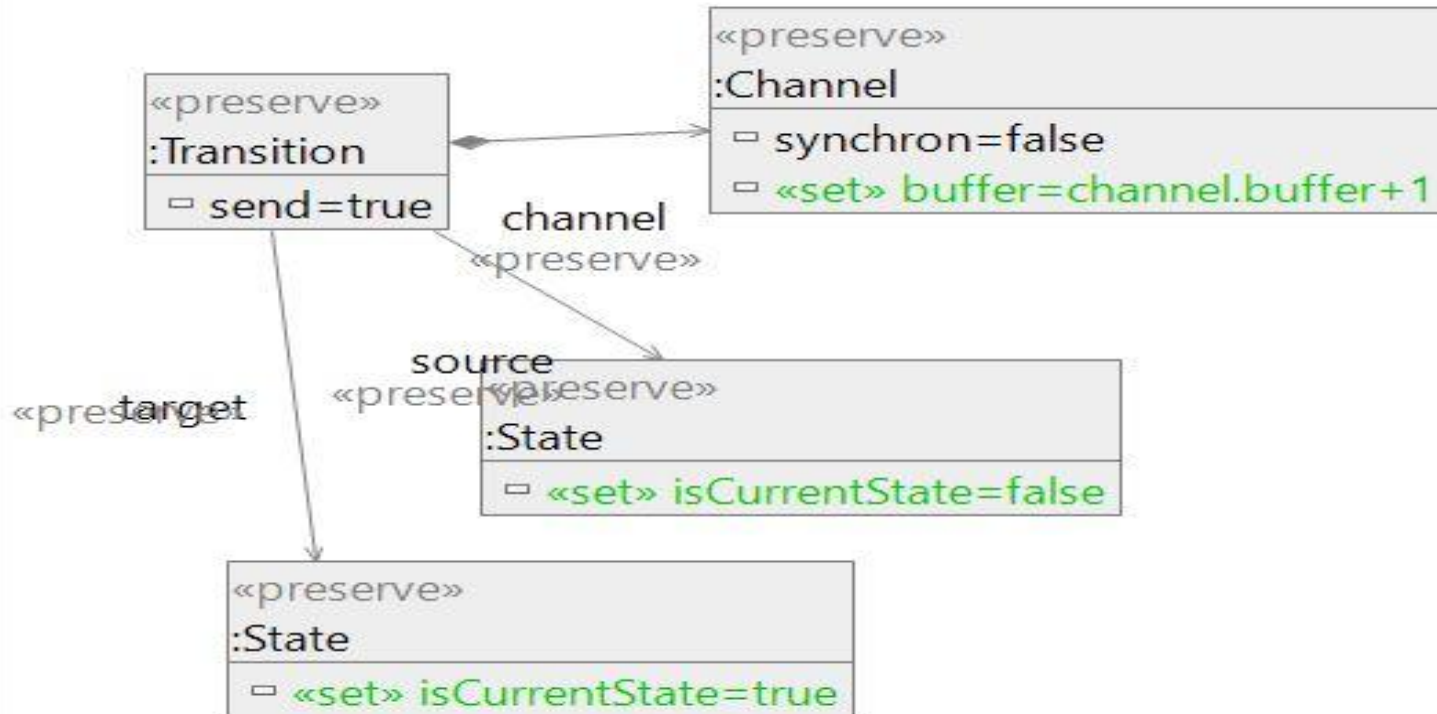 «preserve»
:Channel
synchron=false
«set» buffer=channel.buffer+1
«preserve»
:Transition
send=true
channel
«preserve»
source
«preserve»
target
«preserve»
«preserve»
:State
«set» isCurrentState=false
«preserve»
:State
«set» isCurrentState=true